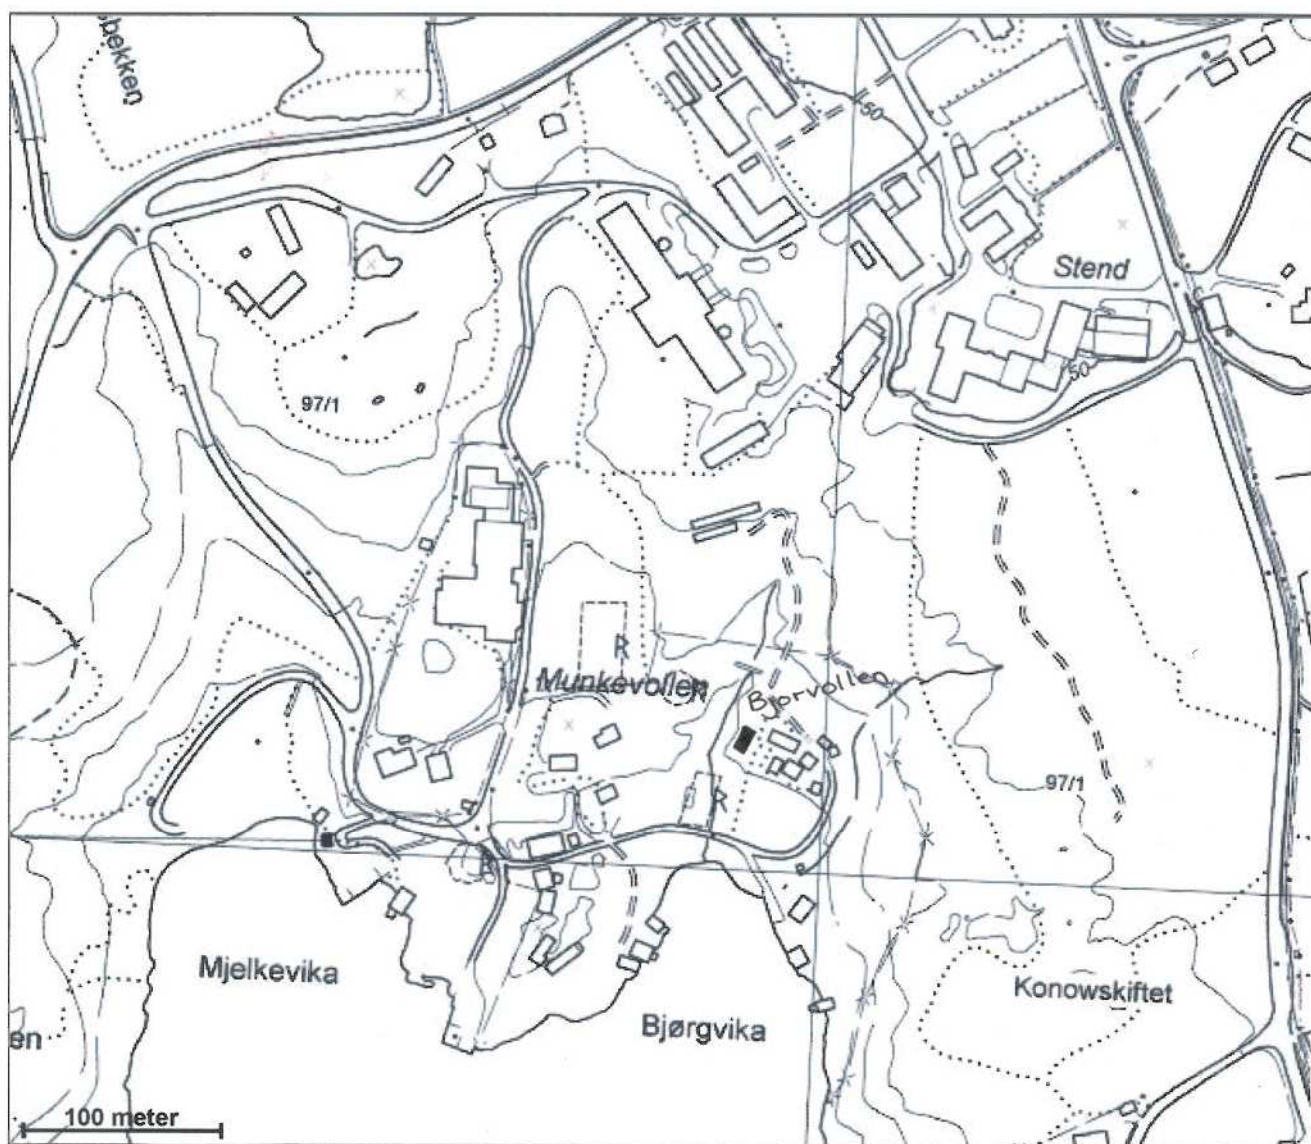 bekken
50
Stend
50
97/1
R
Munkevollen
R
Bjørvollen
R
97/1
Mjelkevika
Konowskiftet
Bjørgvika
en
100 meter